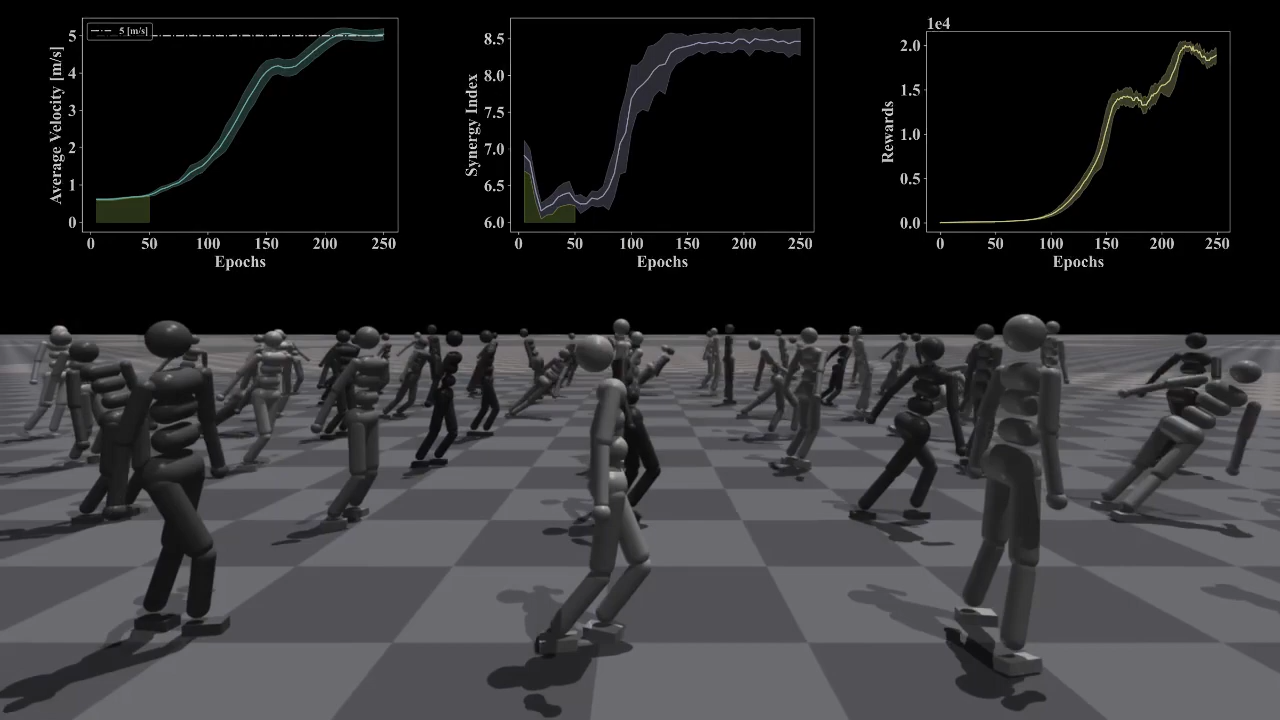 5 [m/s]
Average Velocity [m/s]
5
4
3
2
1
0
0 50 100 150 200 250
Epochs
Synergy Index
8.5
8.0
7.5
7.0
6.5
6.0
0 50 100 150 200 250
Epochs
1e4
Rewards
2.0
1.5
1.0
0.5
0.0
0 50 100 150 200 250
Epochs